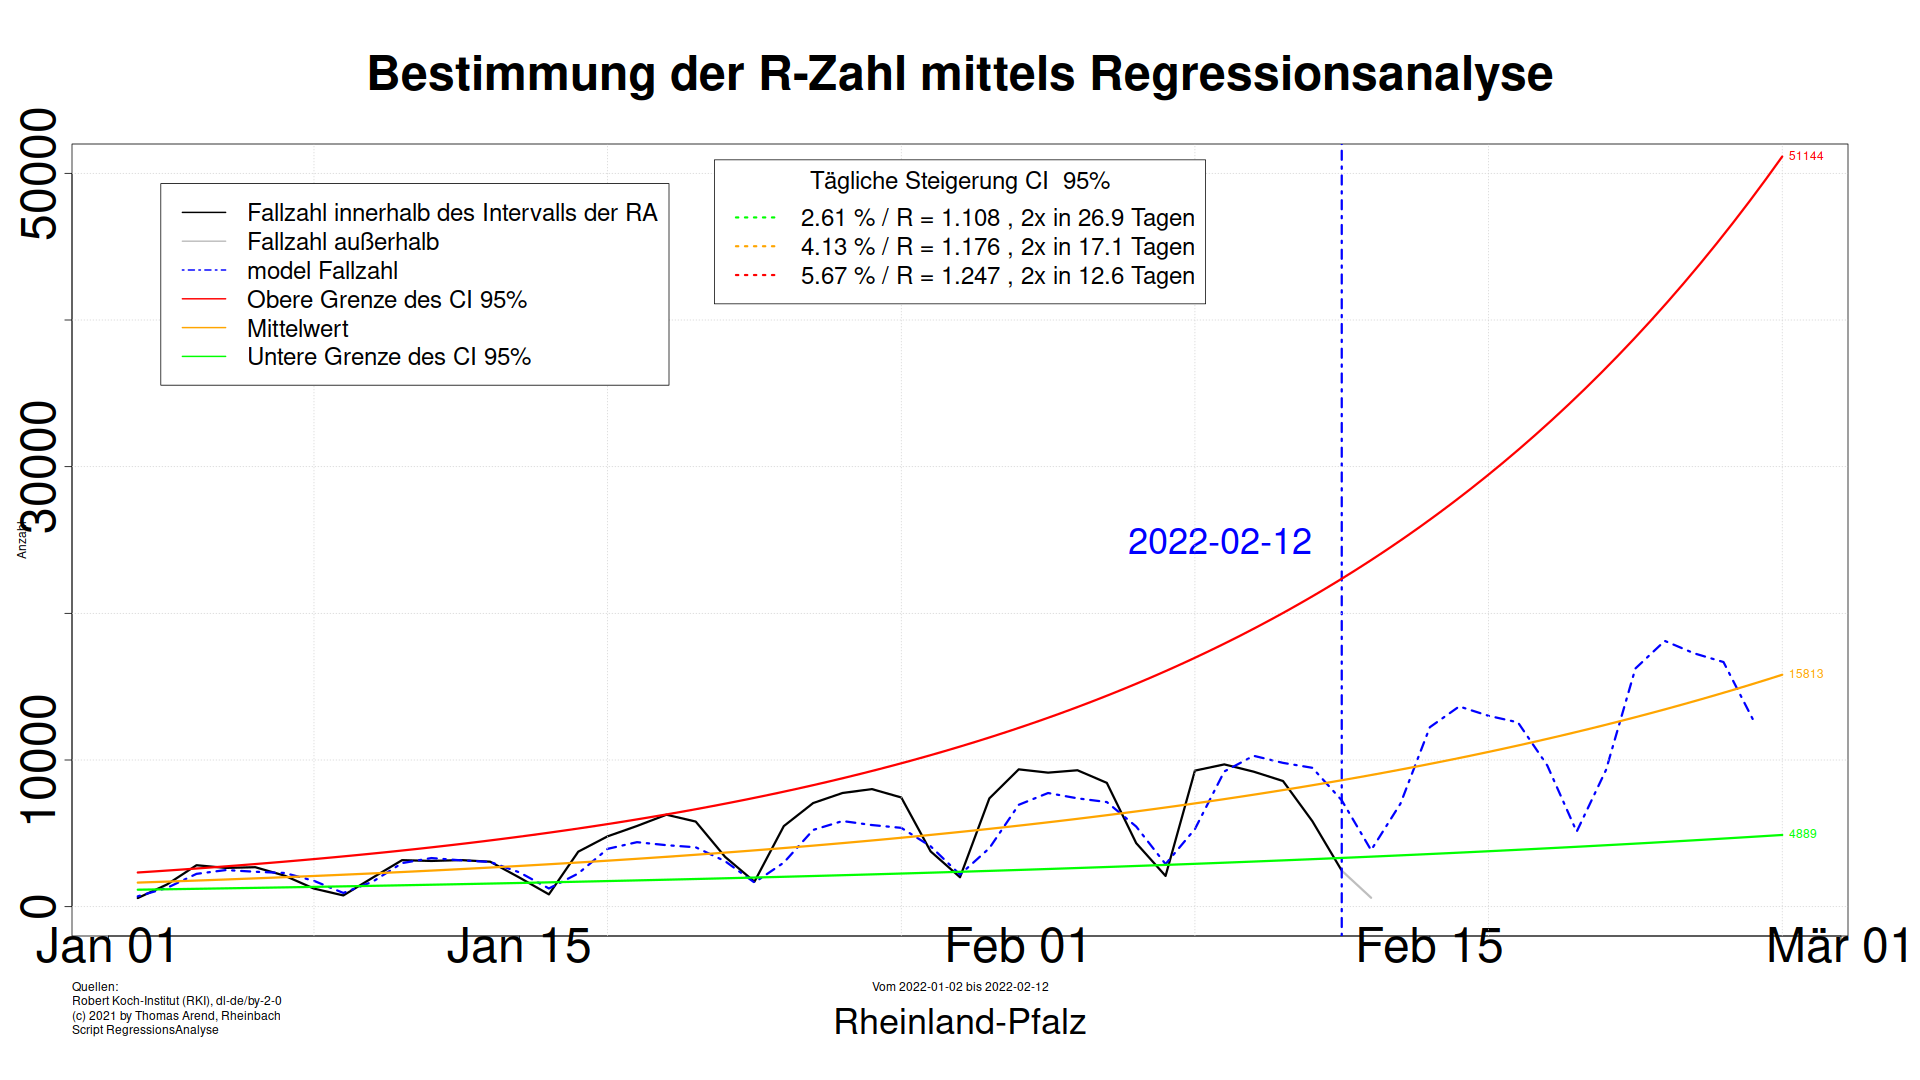 Bestimmung der R-Zahl mittels Regressionsanalyse
50000
30000
10000
0
Anzahl
Fallzahl innerhalb des Intervalls der RA
Fallzahl außerhalb
model Fallzahl
Obere Grenze des CI 95%
Mittelwert
Untere Grenze des CI 95%
Tägliche Steigerung CI  95%
2.61 % / R = 1.108 , 2x in 26.9 Tagen
4.13 % / R = 1.176 , 2x in 17.1 Tagen
5.67 % / R = 1.247 , 2x in 12.6 Tagen
51144
2022-02-12
15813
4889
Jan 01
Jan 15
Feb 01
Feb 15
Mär 01
Quellen:
Robert Koch-Institut (RKI), dl-de/by-2-0
(c) 2021 by Thomas Arend, Rheinbach
Script RegressionsAnalyse
Vom 2022-01-02 bis 2022-02-12
Rheinland-Pfalz